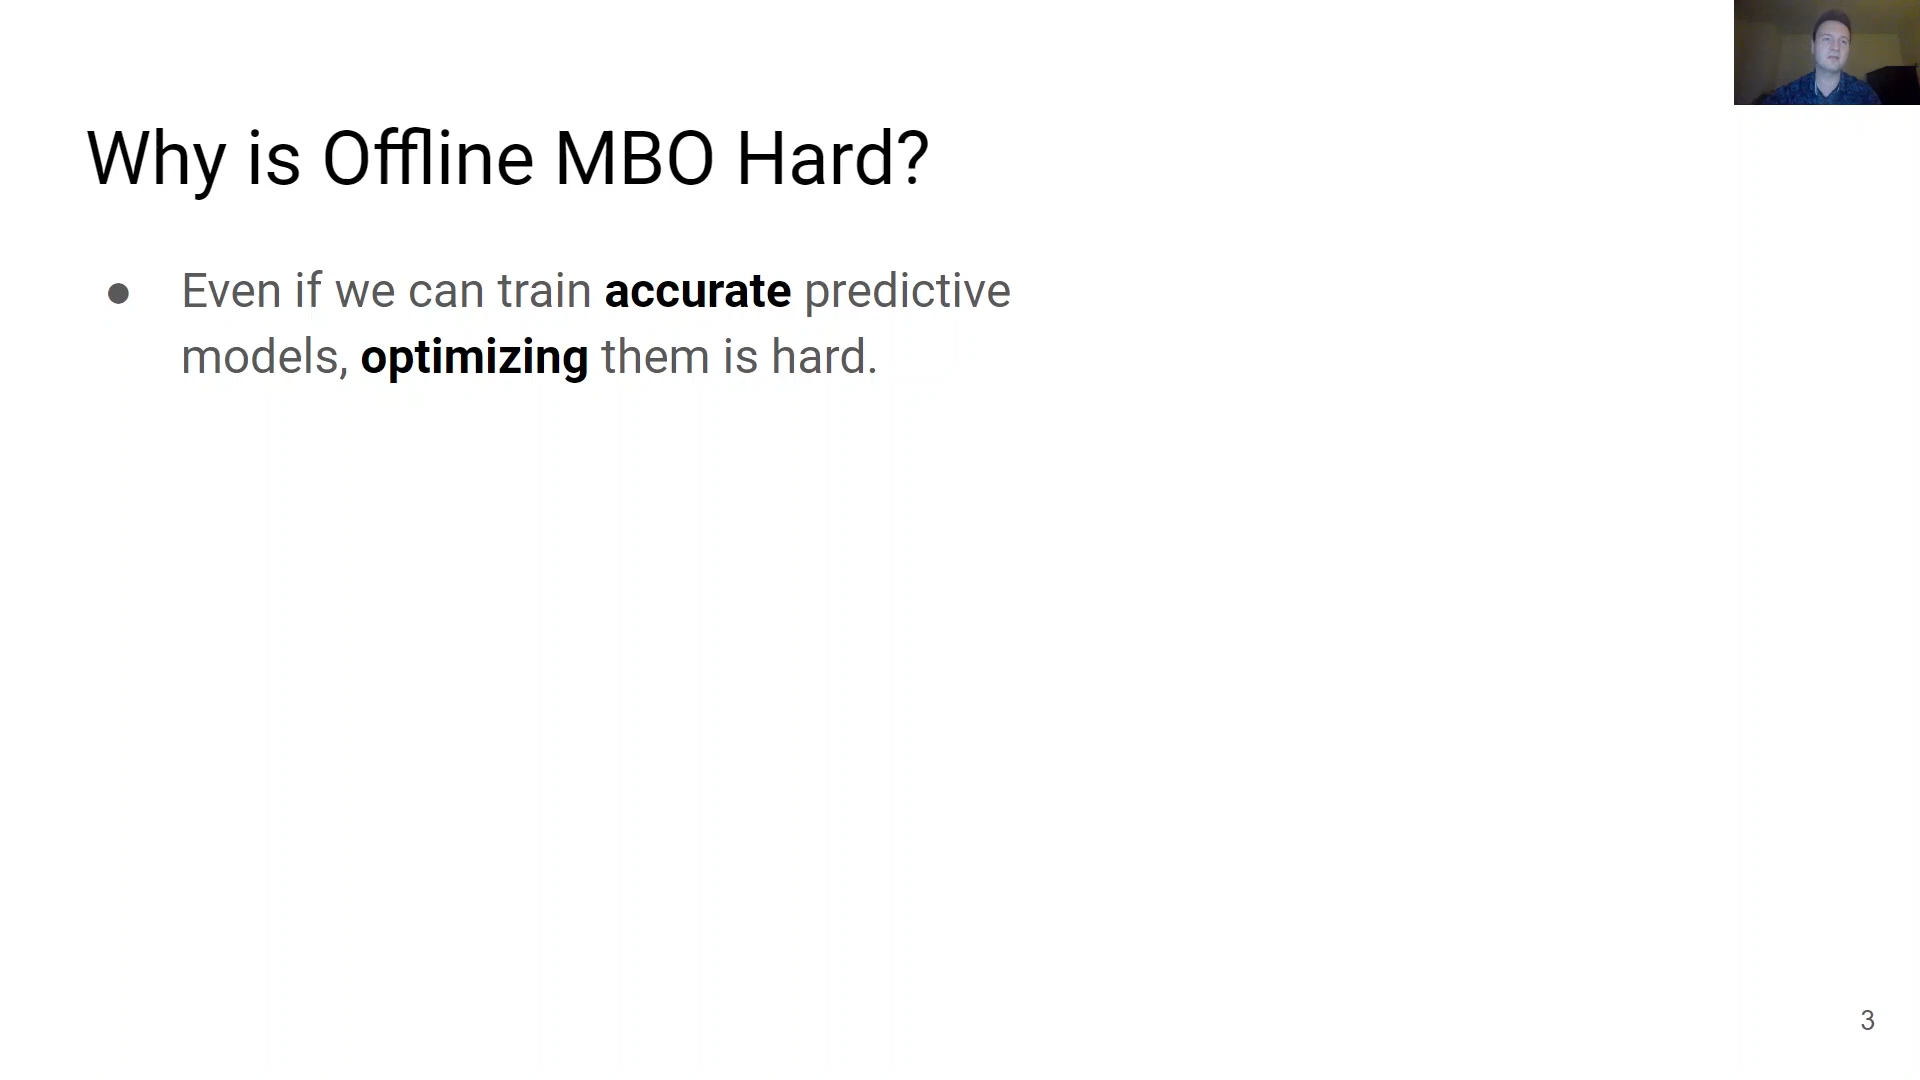 Why is Offline MBO Hard?
● Even if we can train accurate predictive
models, optimizing them is hard.
3